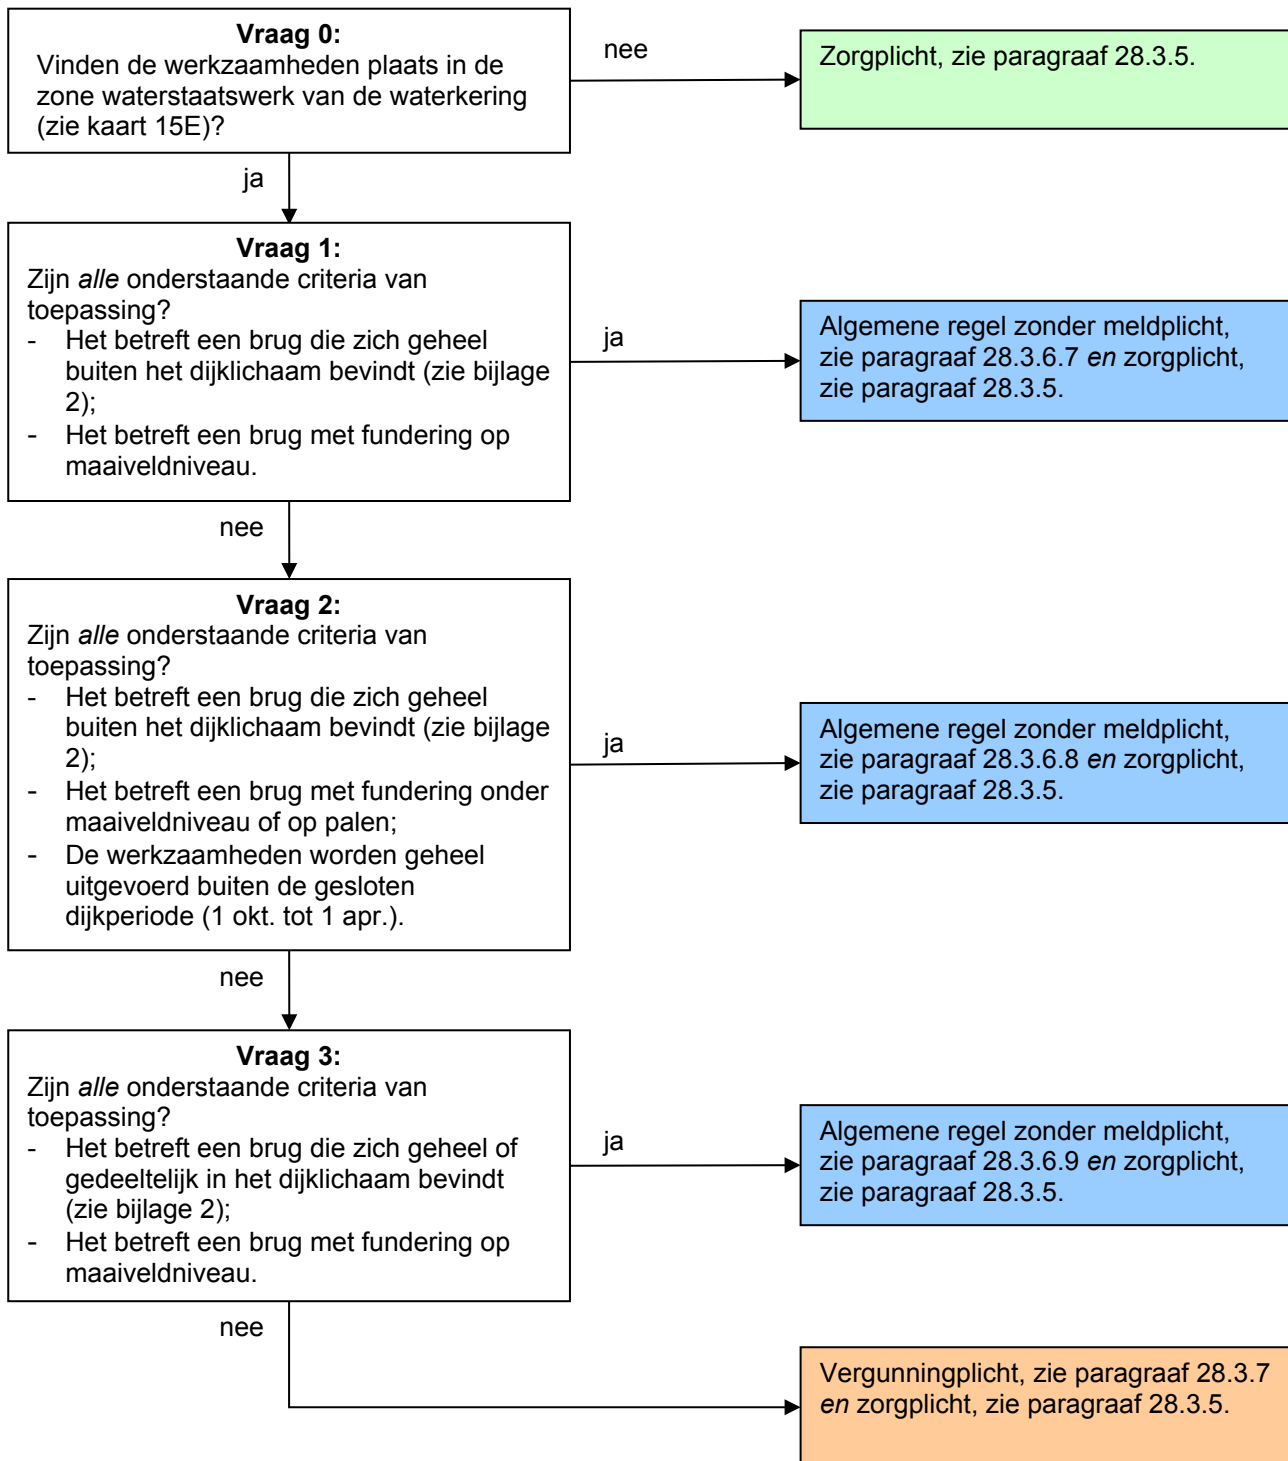 Vraag 0:
Vinden de werkzaamheden plaats in de
zone waterstaatswerk van de waterkering
(zie kaart 15E)?
nee
Zorgplicht, zie paragraaf 28.3.5.
ja
Vraag 1:
Zijn alle onderstaande criteria van
toepassing?
- Het betreft een brug die zich geheel
buiten het dijklichaam bevindt (zie bijlage
2);
- Het betreft een brug met fundering op
maaiveldniveau.
ja
Algemene regel zonder meldplicht,
zie paragraaf 28.3.6.7 en zorgplicht,
zie paragraaf 28.3.5.
nee
Vraag 2:
Zijn alle onderstaande criteria van
toepassing?
- Het betreft een brug die zich geheel
buiten het dijklichaam bevindt (zie bijlage
2);
- Het betreft een brug met fundering onder
maaiveldniveau of op palen;
- De werkzaamheden worden geheel
uitgevoerd buiten de gesloten
dijkperiode (1 okt. tot 1 apr.).
ja
Algemene regel zonder meldplicht,
zie paragraaf 28.3.6.8 en zorgplicht,
zie paragraaf 28.3.5.
nee
Vraag 3:
Zijn alle onderstaande criteria van
toepassing?
- Het betreft een brug die zich geheel of
gedeeltelijk in het dijklichaam bevindt
(zie bijlage 2);
- Het betreft een brug met fundering op
maaiveldniveau.
ja
Algemene regel zonder meldplicht,
zie paragraaf 28.3.6.9 en zorgplicht,
zie paragraaf 28.3.5.
nee
Vergunningplicht, zie paragraaf 28.3.7
en zorgplicht, zie paragraaf 28.3.5.